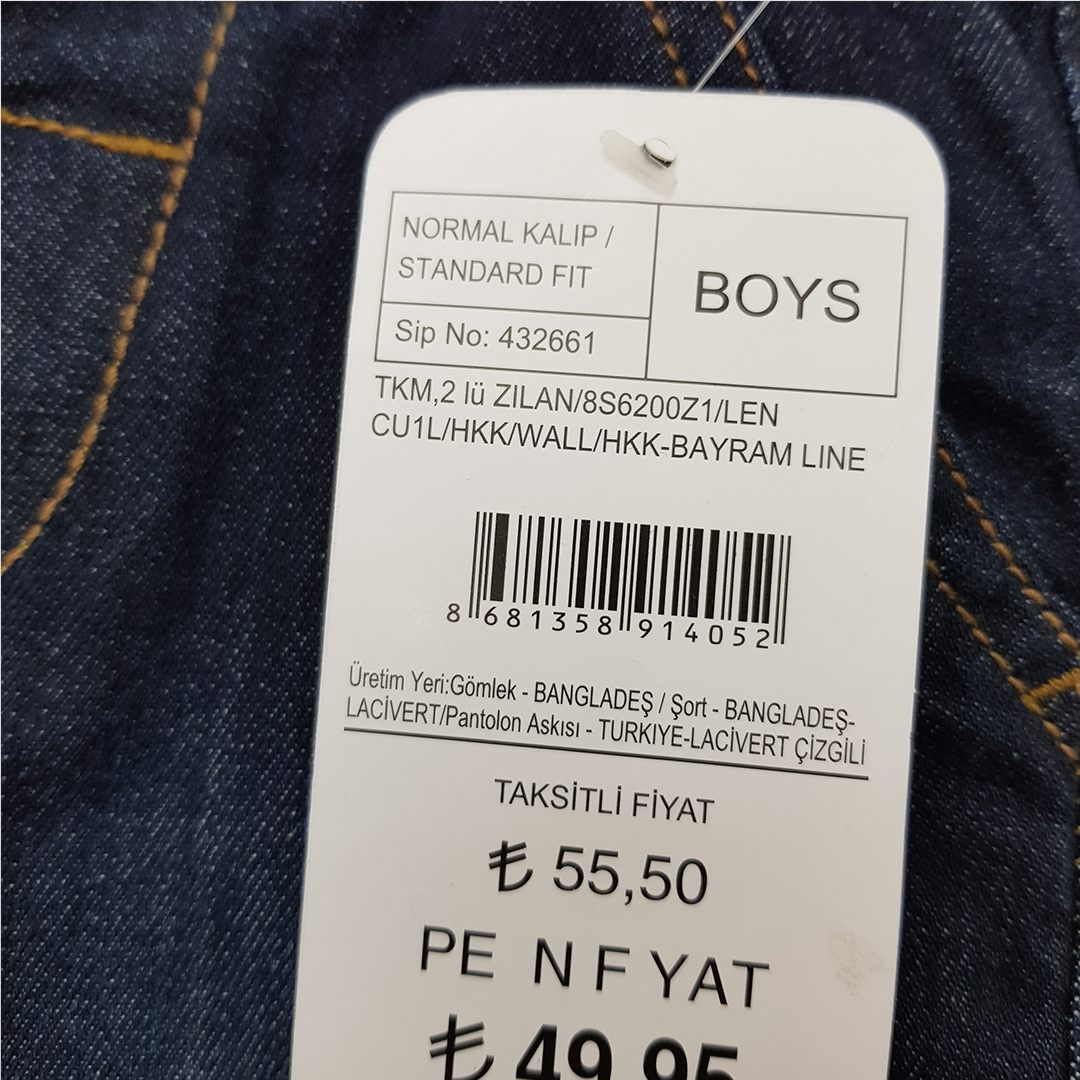 NORMAL KALIP /
STANDARD FIT
BOYS
Sip No: 432661
TKM,2 lü ZILAN/8S6200Z1/LEN
CU1L/HKK/WALL/HKK-BAYRAM LINE
8 681358 914052
Üretim Yeri:Gömlek - BANGLADEŞ / Şort - BANGLADEŞ-
LACİVERT/Pantolon Askısı - TURKIYE-LACİVERT ÇİZGİLİ
TAKSİTLİ FİYAT
₺ 55,50
PE N F YAT
₺ 49,95